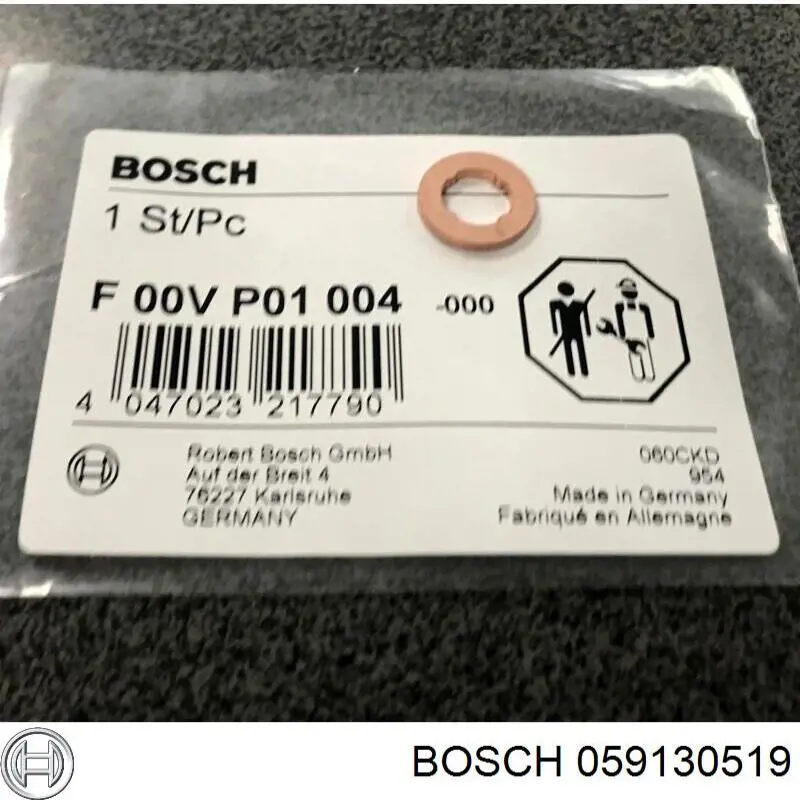 BOSCH
1 St/Pc
F 00V P01 004 -000
4 047023 217790
Robert Bosch GmbH
Auf der Breit 4
76227 Karlsruhe
GERMANY
060CKD
954
Made in Germany
Fabriqué en Allemagne
BOSCH 059130519